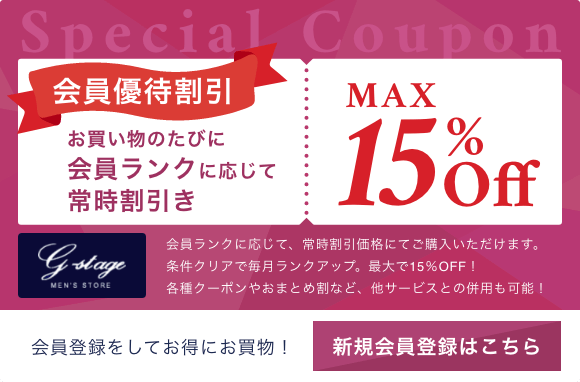 Special Coupon
会員優待割引
お買い物のたびに
会員ランクに応じて
常時割引き
MAX
15%Off
g-stage
MEN'S STORE
会員ランクに応じて、常時割引価格にてご購入いただけます。
条件クリアで毎月ランクアップ。最大で15%OFF！
各種クーポンやおまとめ割など、他サービスとの併用も可能！
会員登録をしてお得にお買物！
新規会員登録はこちら